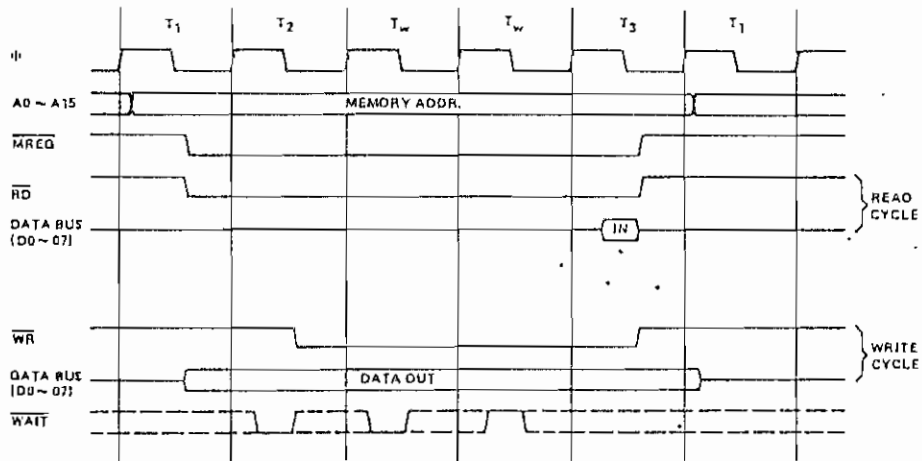 T1 T2 Tw Tw T3 T1
Φ
A0 ~ A15 MEMORY ADDR.
MREQ
RD
READ
CYCLE
DATA BUS
(D0 ~ D7) IN
WR
WRITE
CYCLE
DATA BUS
(D0 ~ D7) DATA OUT
WAIT